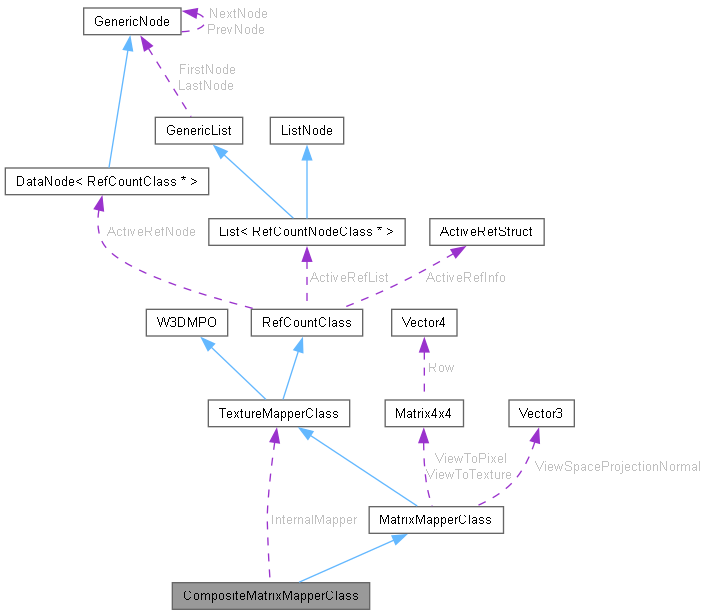 GenericNode
NextNode
PrevNode
FirstNode
LastNode
GenericList
ListNode
DataNode< RefCountClass * >
ActiveRefNode
List< RefCountNodeClass * >
ActiveRefStruct
ActiveRefList
ActiveRefInfo
W3DMPO
RefCountClass
Vector4
Row
TextureMapperClass
Matrix4x4
Vector3
ViewToPixel
ViewToTexture
ViewSpaceProjectionNormal
InternalMapper
MatrixMapperClass
CompositeMatrixMapperClass